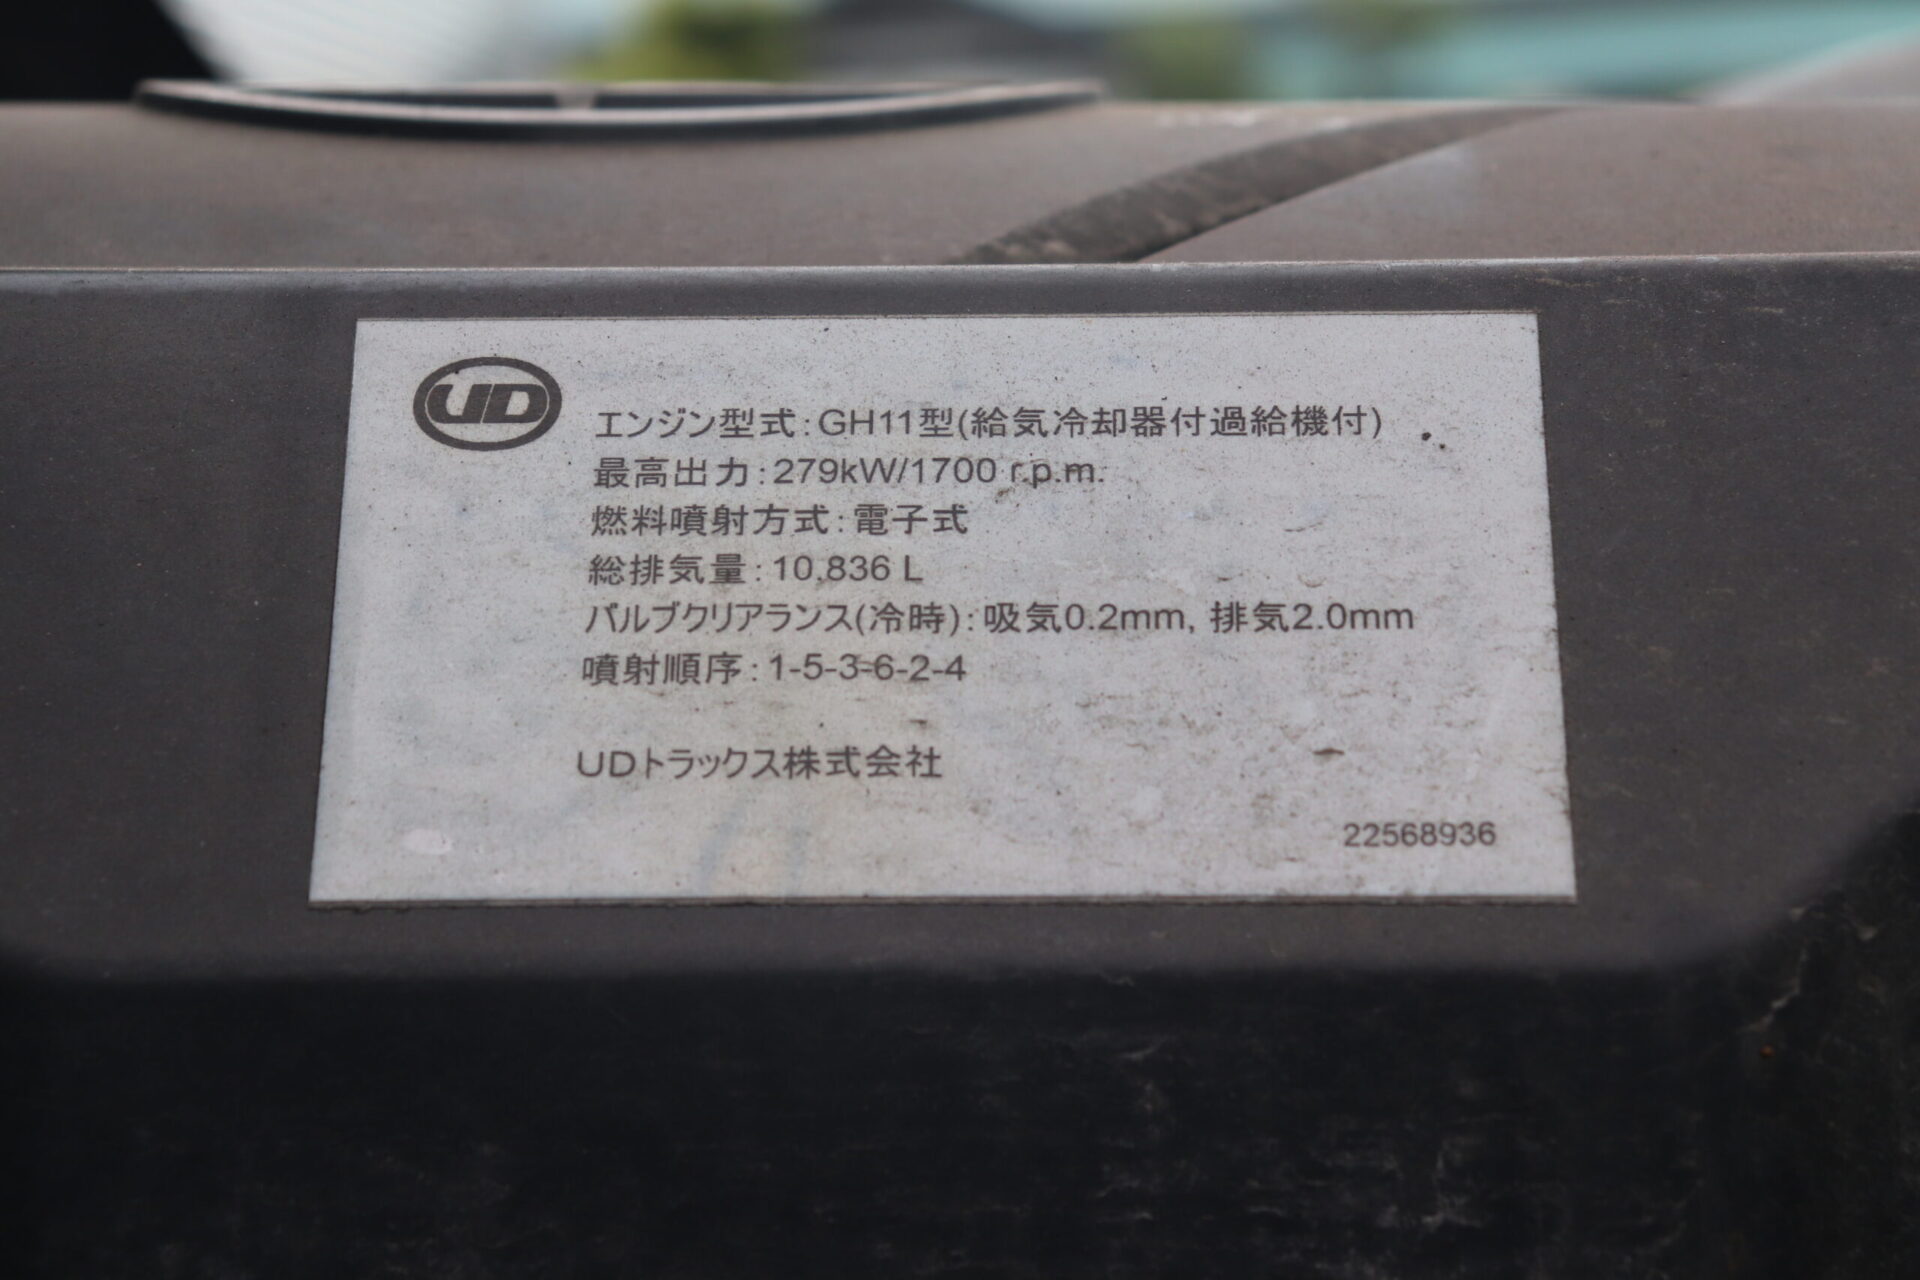 UD
エンジン型式:GH11型(給気冷却器付過給機付)
最高出力:279kW/1700 r.p.m.
燃料噴射方式:電子式
総排気量:10.836 L
バルブクリアランス(冷時):吸気0.2mm, 排気2.0mm
噴射順序:1-5-3-6-2-4
UDトラックス株式会社
22568936